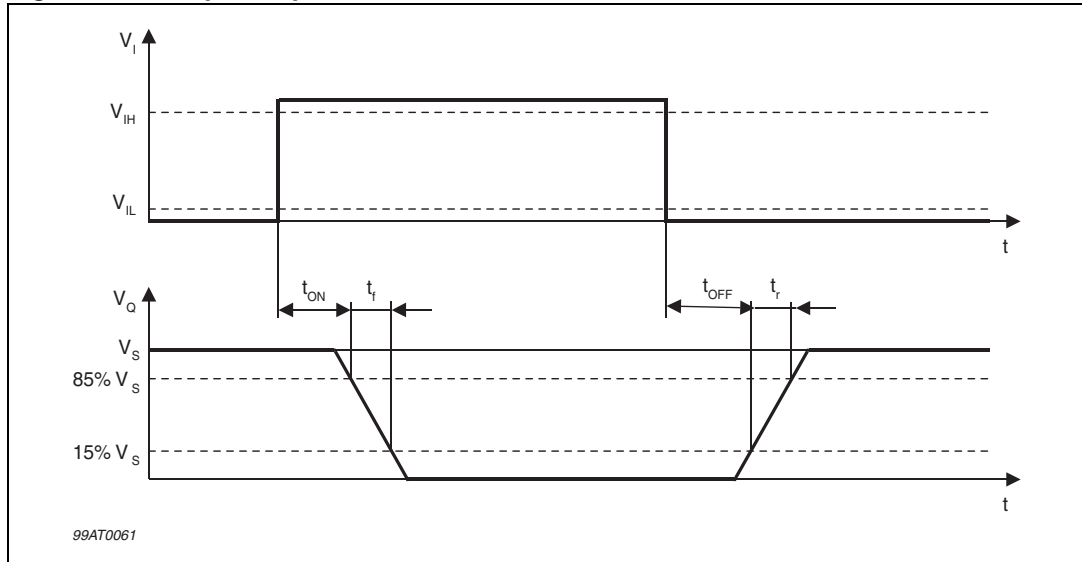 V_I
V_IH
V_IL
t
V_Q
t_ON
t_f
t_OFF
t_r
V_S
85% V_S
15% V_S
t
99AT0061